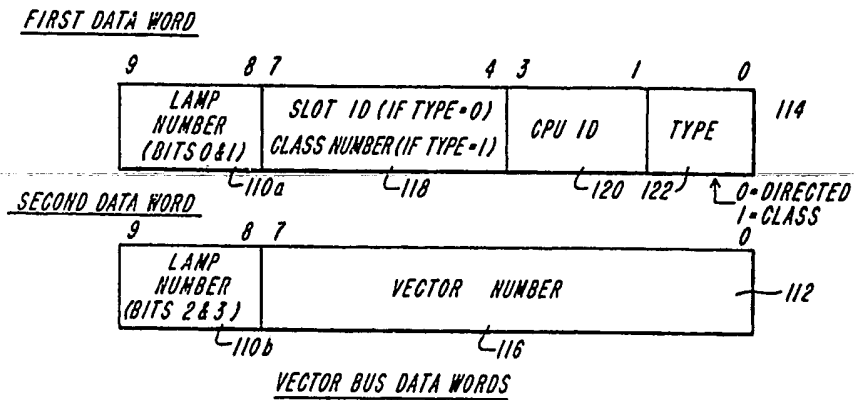 FIRST DATA WORD
9 8 7 4 3 1 0
LAMP NUMBER (BITS 0 & 1)
SLOT ID (IF TYPE=0)
CLASS NUMBER (IF TYPE=1)
CPU ID
TYPE
114
110a
118
120
122
0=DIRECTED
1=CLASS
SECOND DATA WORD
9 8 7 0
LAMP NUMBER (BITS 2 & 3)
VECTOR NUMBER
112
110b
116
VECTOR BUS DATA WORDS